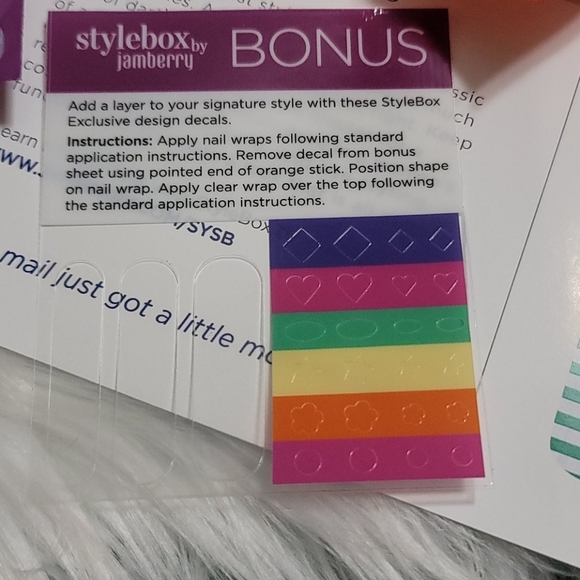 stylebox by
jamberry
BONUS
Add a layer to your signature style with these StyleBox
Exclusive design decals.
Instructions: Apply nail wraps following standard
application instructions. Remove decal from bonus
sheet using pointed end of orange stick. Position shape
on nail wrap. Apply clear wrap over the top following
the standard application instructions.
/SYSB
mail just got a little